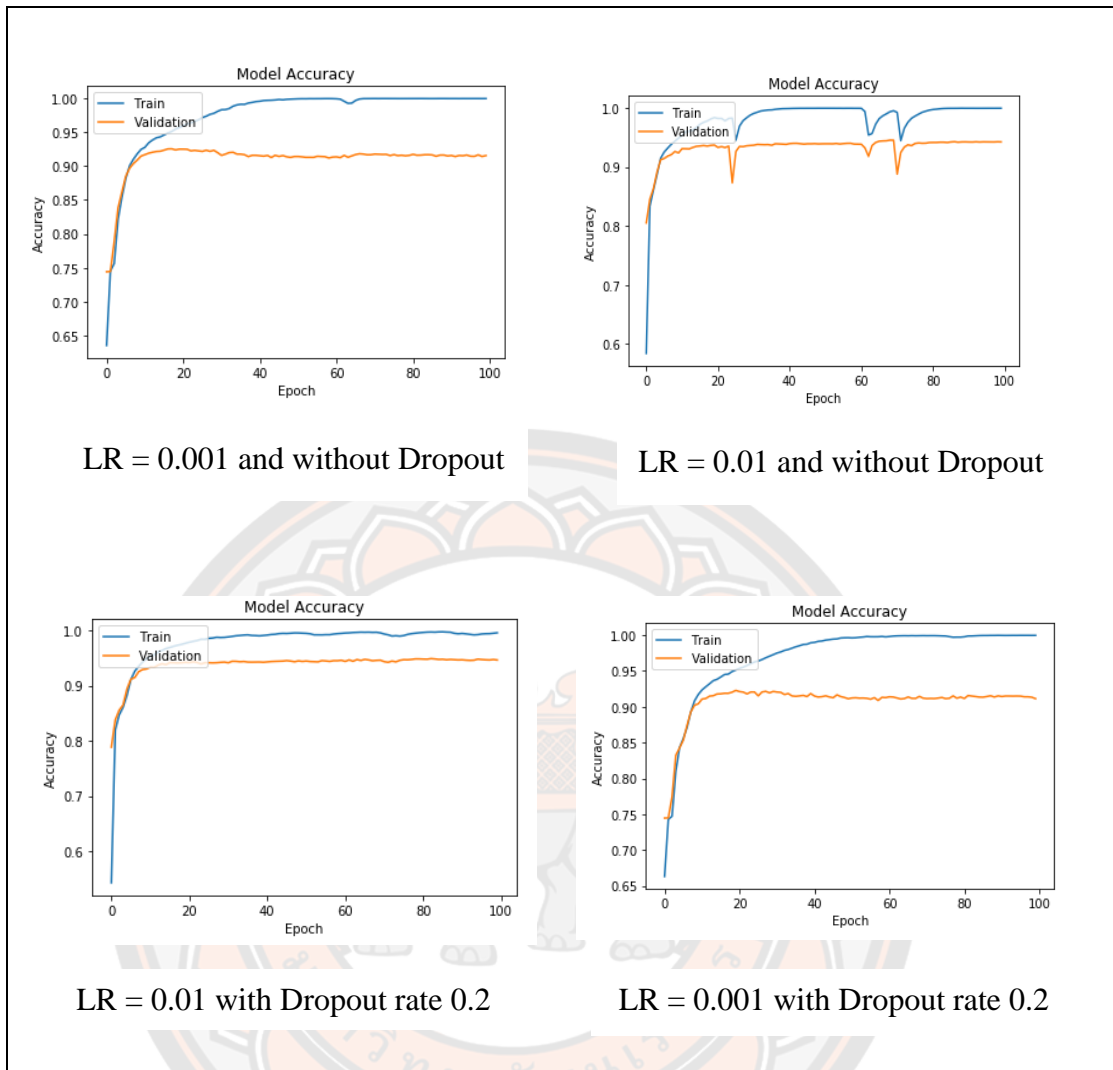 Model Accuracy
Train
Validation
Accuracy
1.00
0.95
0.90
0.85
0.80
0.75
0.70
0.65
0 20 40 60 80 100
Epoch
LR = 0.001 and without Dropout
Model Accuracy
Train
Validation
Accuracy
1.0
0.9
0.8
0.7
0.6
0 20 40 60 80 100
Epoch
LR = 0.01 and without Dropout
Model Accuracy
Train
Validation
Accuracy
1.0
0.9
0.8
0.7
0.6
0 20 40 60 80 100
Epoch
LR = 0.01 with Dropout rate 0.2
Model Accuracy
Train
Validation
Accuracy
1.00
0.95
0.90
0.85
0.80
0.75
0.70
0.65
0 20 40 60 80 100
Epoch
LR = 0.001 with Dropout rate 0.2